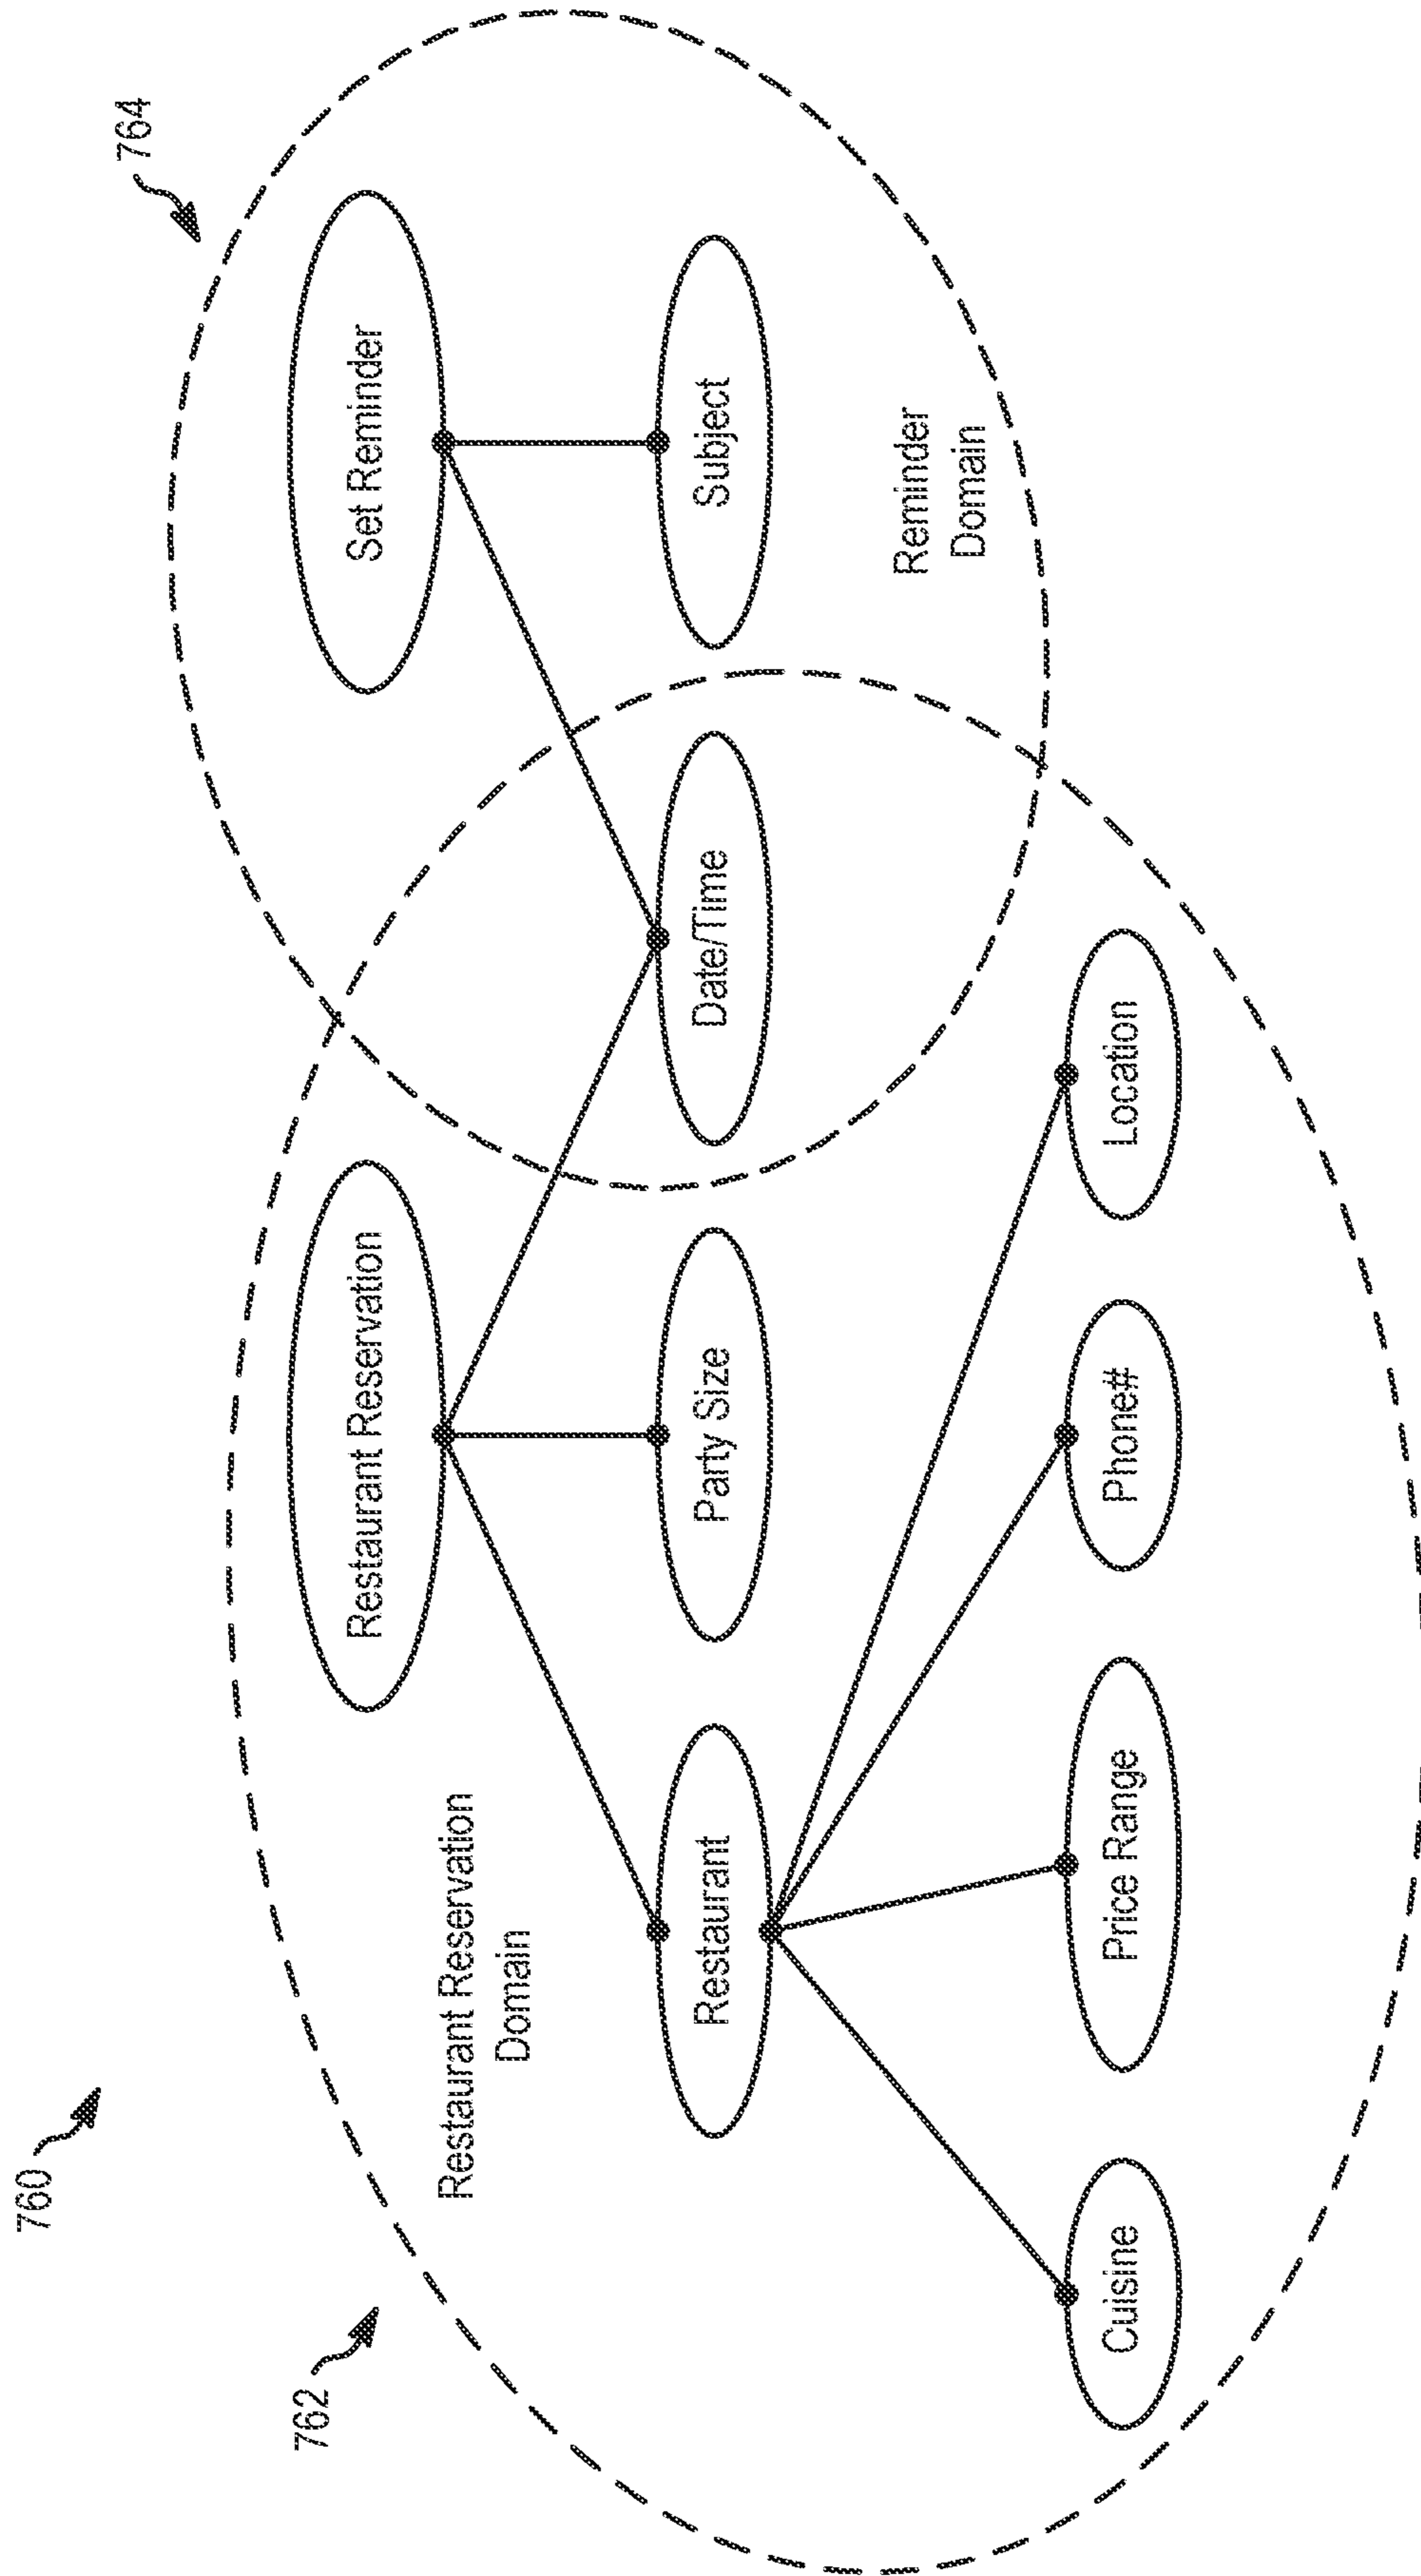 760
762
764
Restaurant Reservation
Set Reminder
Restaurant Reservation
Domain
Restaurant
Party Size
Date/Time
Subject
Reminder
Domain
Cuisine
Price Range
Phone#
Location